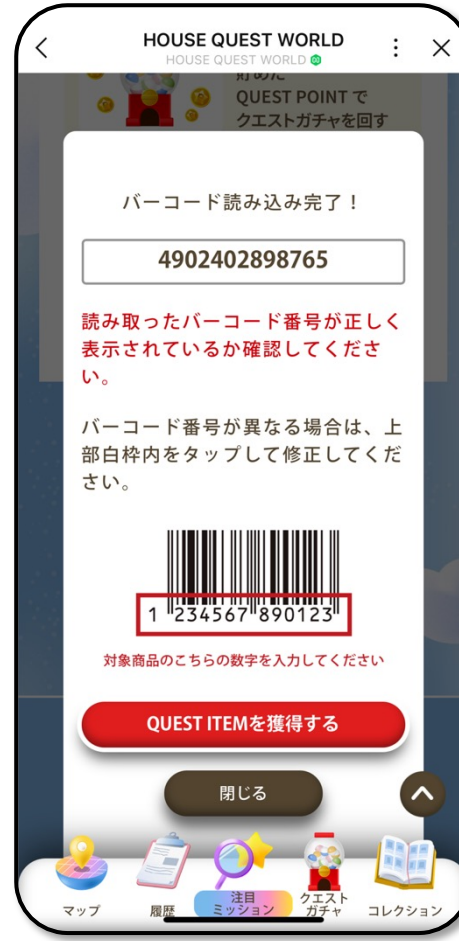 HOUSE QUEST WORLD
HOUSE QUEST WORLD
貯めた
QUEST POINT で
クエストガチャを回す
バーコード読み込み完了！
4902402898765
読み取ったバーコード番号が正しく
表示されているか確認してくださ
い。
バーコード番号が異なる場合は、上
部白枠内をタップして修正してくだ
さい。
1 234567 890123
対象商品のこちらの数字を入力してください
QUEST ITEMを獲得する
閉じる
マップ
履歴
注目
ミッション
クエスト
ガチャ
コレクション